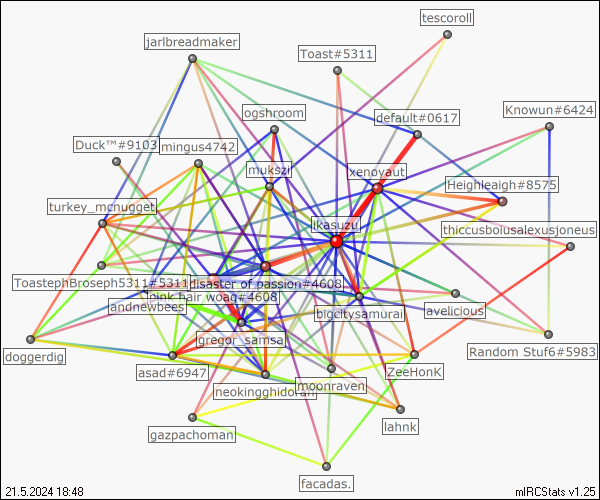 tescoroll
jarlbreadmaker
Toast#5311
ogshroom
default#0617
Knowun#6424
Duck™#9103
mingus4742
mukszil
xenovaut
Heighleaigh#8575
turkey_mcnugget
ikasuzu
thiccusboiusalexusjoneus
ToastephBroseph5311#5311
disaster of passion#4608
pink hair woag#4608
andnewbees
bigcitysamurai
avelicious
gregor_samsa
doggerdig
Random Stuf6#5983
asad#6947
ZeeHonK
moonraven
neokingghidorah
lahnk
gazpachoman
facadas.
21.5.2024 18:48
mIRCStats v1.25